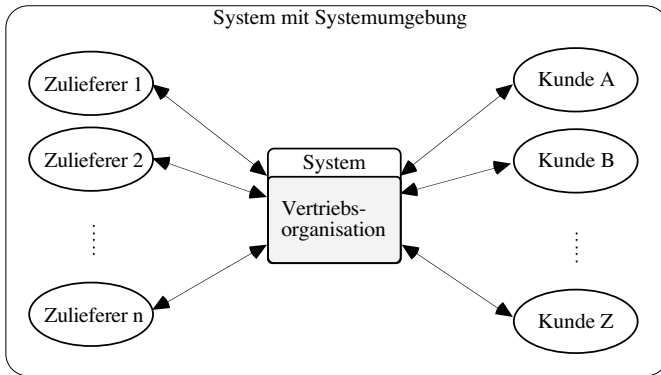 System mit Systemumgebung
Zulieferer 1
Kunde A
Zulieferer 2
System
Kunde B
Vertriebs-
organisation
Zulieferer n
Kunde Z